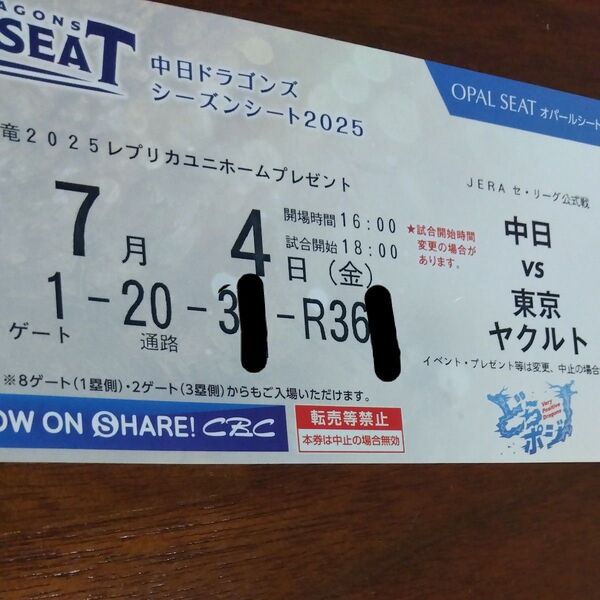 AGONS
SEAT
中日ドラゴンズ
シーズンシート2025
OPAL SEAT オパールシート
竜2025レプリカユニホームプレゼント
JERA セ・リーグ公式戦
7月4日(金)
開場時間16:00
試合開始18:00
★試合開始時間
変更の場合が
あります。
中日
vs
東京
ヤクルト
1-20-3 -R36
ゲート 通路
イベント・プレゼント等は変更、中止の場合
※8ゲート(1塁側)・2ゲート(3塁側)からもご入場いただけます。
OW ON SHARE! CBC
転売等禁止
本券は中止の場合無効
Very Positive Dragons
どらポジ